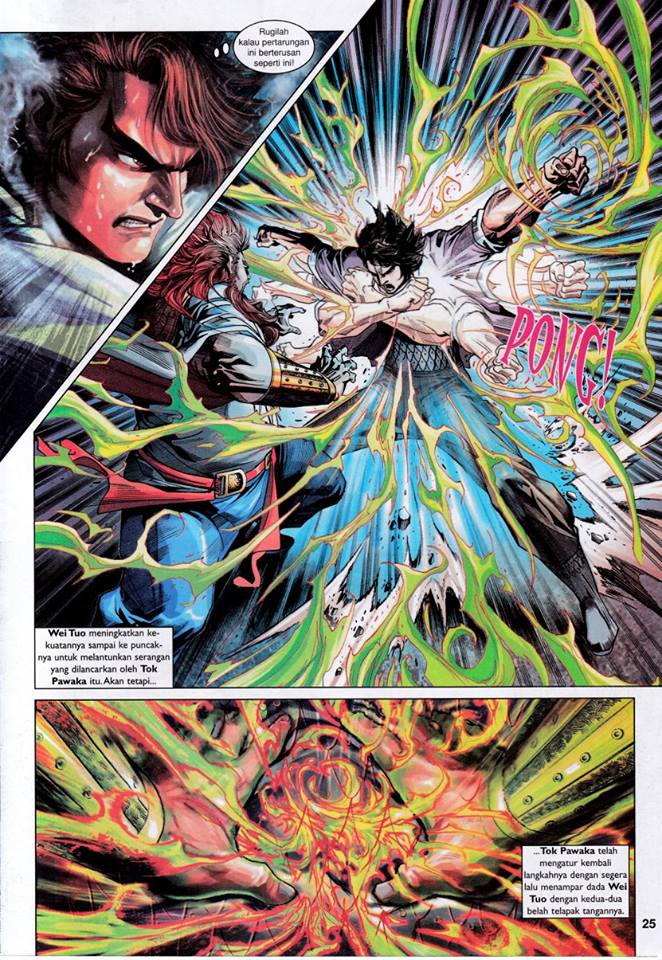 Rugilah
kalau pertarungan
ini berterusan
seperti ini!
PONG!
Wei Tuo meningkatkan ke-
kuatannya sampai ke puncak-
nya untuk melantunkan serangan
yang dilancarkan oleh Tok
Pawaka itu. Akan tetapi...
...Tok Pawaka telah
mengatur kembali
langkahnya dengan segera
lalu menampar dada Wei
Tuo dengan kedua-dua
belah telapak tangannya.
25